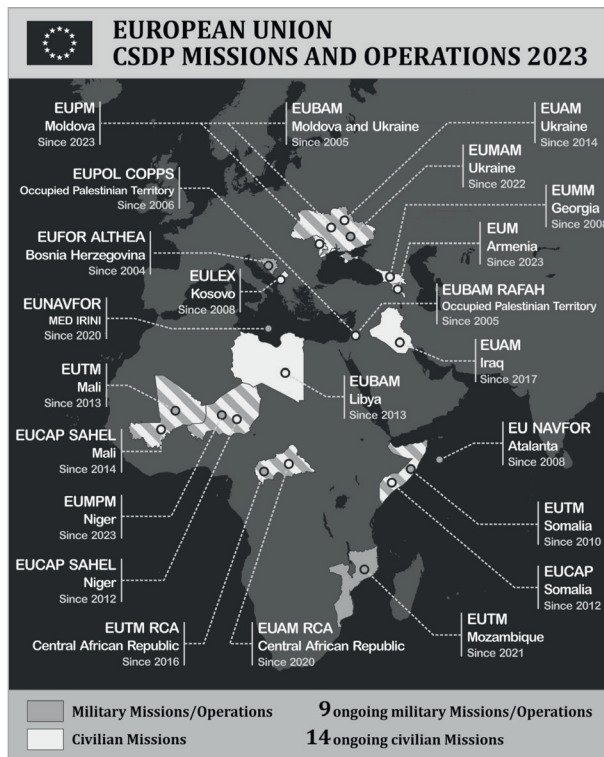 EUROPEAN UNION
CSDP MISSIONS AND OPERATIONS 2023
EUPM
Moldova
Since 2023
EUBAM
Moldova and Ukraine
Since 2005
EUAM
Ukraine
Since 2014
EUMAM
Ukraine
Since 2022
EUPOL COPPS
Occupied Palestinian Territory
Since 2006
EUMM
Georgia
Since 2008
EUFOR ALTHEA
Bosnia Herzegovina
Since 2004
EUM
Armenia
Since 2023
EULEX
Kosovo
Since 2008
EUBAM RAFAH
Occupied Palestinian Territory
Since 2005
EUNAVFOR
MED IRINI
Since 2020
EUAM
Iraq
Since 2017
EUTM
Mali
Since 2013
EUBAM
Libya
Since 2013
EUCAP SAHEL
Mali
Since 2014
EU NAVFOR
Atalanta
Since 2008
EUMPM
Niger
Since 2023
EUTM
Somalia
Since 2010
EUCAP SAHEL
Niger
Since 2012
EUCAP
Somalia
Since 2012
EUTM RCA
Central African Republic
Since 2016
EUAM RCA
Central African Republic
Since 2020
EUTM
Mozambique
Since 2021
Military Missions/Operations
9 ongoing military Missions/Operations
Civilian Missions
14 ongoing civilian Missions